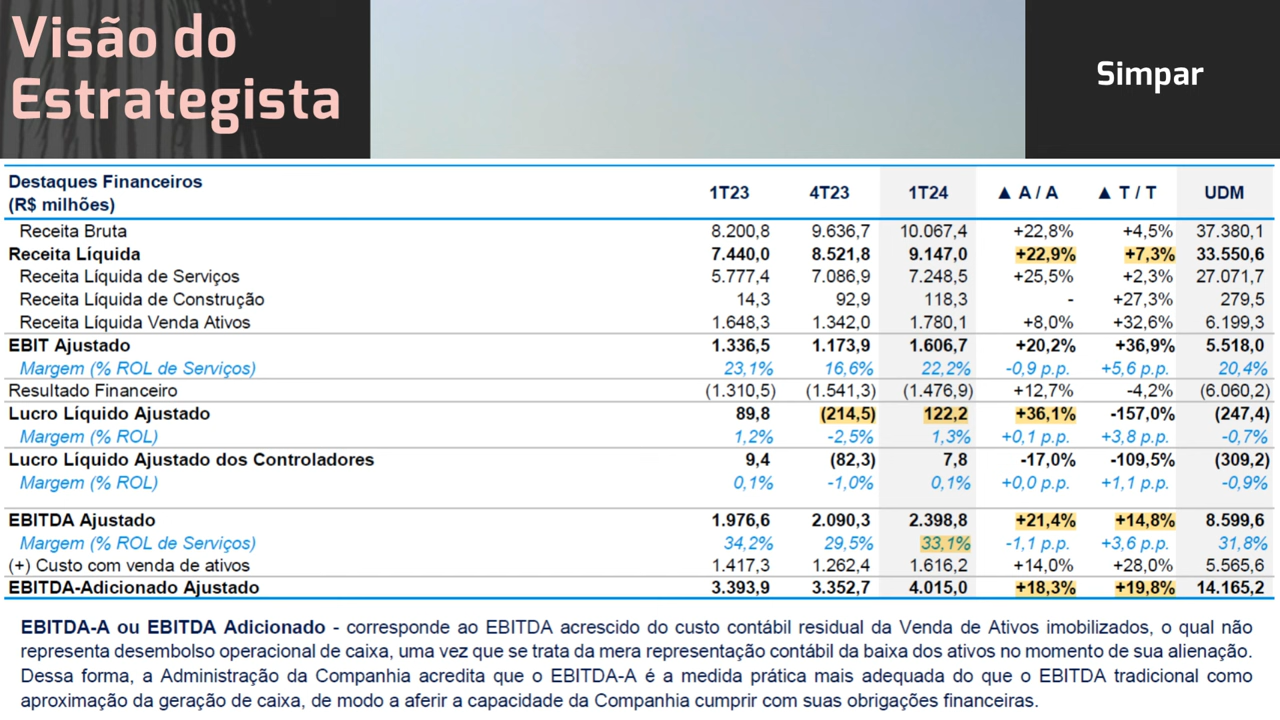 Visão do
Estrategista
Simpar
Destaques Financeiros
(R$ milhões) 1T23 4T23 1T24 ▲ A / A ▲ T / T UDM
Receita Bruta 8.200,8 9.636,7 10.067,4 +22,8% +4,5% 37.380,1
Receita Líquida 7.440,0 8.521,8 9.147,0 +22,9% +7,3% 33.550,6
Receita Líquida de Serviços 5.777,4 7.086,9 7.248,5 +25,5% +2,3% 27.071,7
Receita Líquida de Construção 14,3 92,9 118,3 - +27,3% 279,5
Receita Líquida Venda Ativos 1.648,3 1.342,0 1.780,1 +8,0% +32,6% 6.199,3
EBIT Ajustado 1.336,5 1.173,9 1.606,7 +20,2% +36,9% 5.518,0
Margem (% ROL de Serviços) 23,1% 16,6% 22,2% -0,9 p.p. +5,6 p.p. 20,4%
Resultado Financeiro (1.310,5) (1.541,3) (1.476,9) +12,7% -4,2% (6.060,2)
Lucro Líquido Ajustado 89,8 (214,5) 122,2 +36,1% -157,0% (247,4)
Margem (% ROL) 1,2% -2,5% 1,3% +0,1 p.p. +3,8 p.p. -0,7%
Lucro Líquido Ajustado dos Controladores 9,4 (82,3) 7,8 -17,0% -109,5% (309,2)
Margem (% ROL) 0,1% -1,0% 0,1% +0,0 p.p. +1,1 p.p. -0,9%
EBITDA Ajustado 1.976,6 2.090,3 2.398,8 +21,4% +14,8% 8.599,6
Margem (% ROL de Serviços) 34,2% 29,5% 33,1% -1,1 p.p. +3,6 p.p. 31,8%
(+) Custo com venda de ativos 1.417,3 1.262,4 1.616,2 +14,0% +28,0% 5.565,6
EBITDA-Adicionado Ajustado 3.393,9 3.352,7 4.015,0 +18,3% +19,8% 14.165,2
EBITDA-A ou EBITDA Adicionado - corresponde ao EBITDA acrescido do custo contábil residual da Venda de Ativos imobilizados, o qual não
representa desembolso operacional de caixa, uma vez que se trata da mera representação contábil da baixa dos ativos no momento de sua alienação.
Dessa forma, a Administração da Companhia acredita que o EBITDA-A é a medida prática mais adequada do que o EBITDA tradicional como
aproximação da geração de caixa, de modo a aferir a capacidade da Companhia cumprir com suas obrigações financeiras.